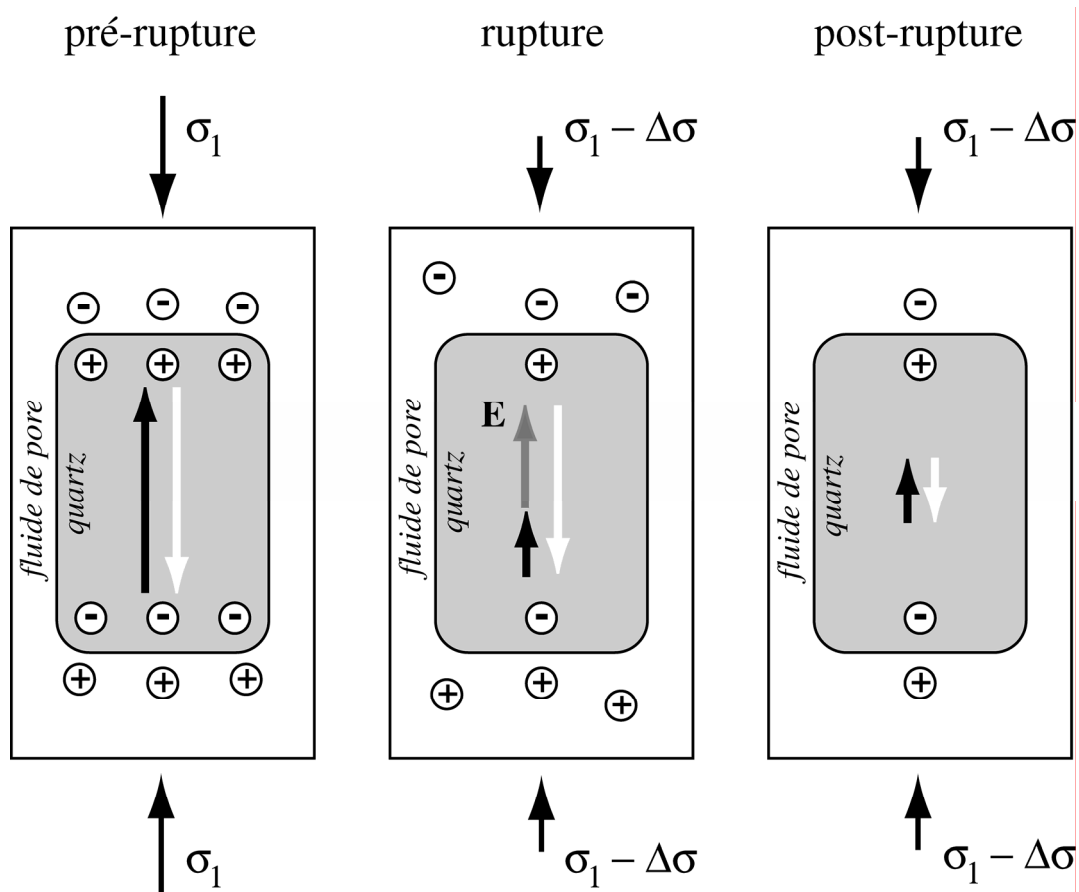 pré-rupture
rupture
post-rupture
σ1
σ1 – Δσ
σ1 – Δσ
- - -
+ + +
fluide de pore
quartz
- - -
+ + +
- - -
+
E
fluide de pore
quartz
-
+ + +
-
+
fluide de pore
quartz
-
+
σ1
σ1 – Δσ
σ1 – Δσ